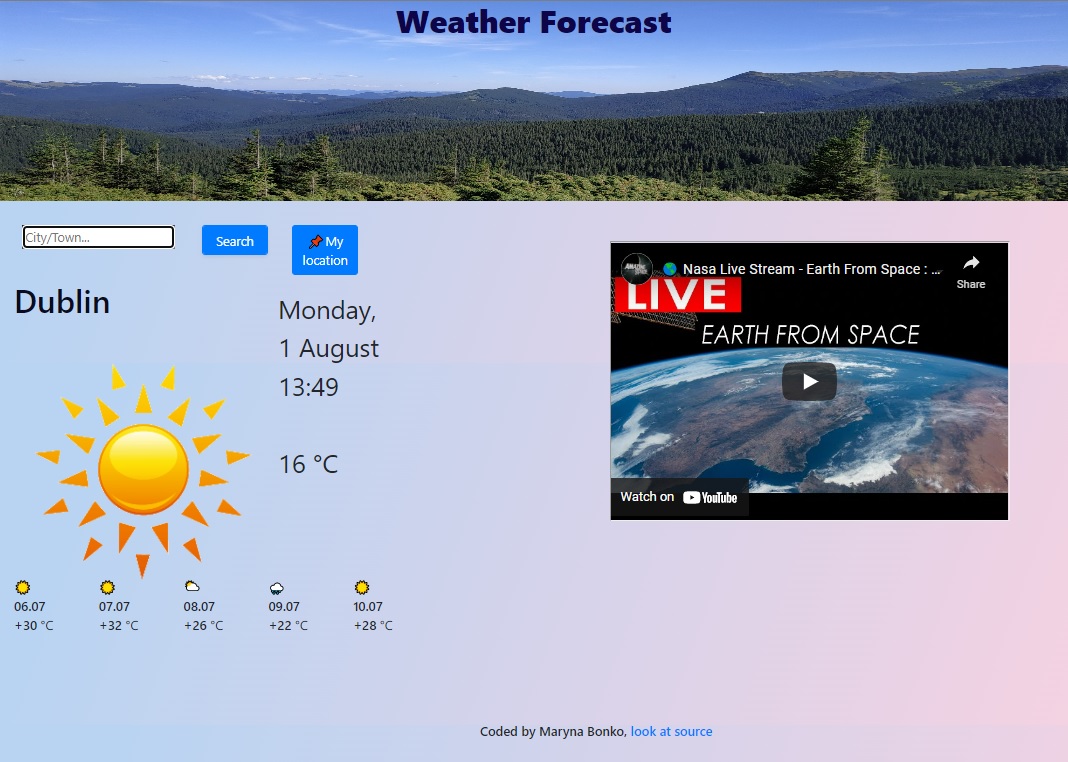 Weather Forecast
City/Town...
Search
My
location
Dublin
Monday,
1 August
13:49
16 °C
Nasa Live Stream - Earth From Space : ...
Share
LIVE
EARTH FROM SPACE
Watch on YouTube
06.07 07.07 08.07 09.07 10.07
+30 °C +32 °C +26 °C +22 °C +28 °C
Coded by Maryna Bonko, look at source